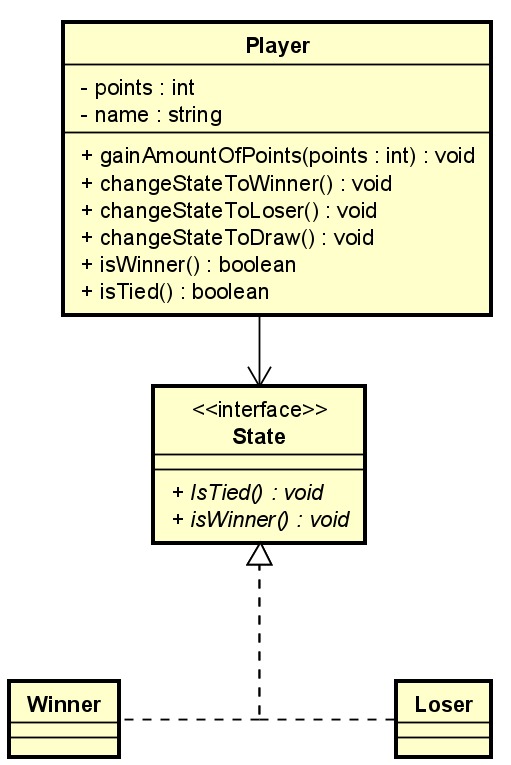 Player
- points : int
- name : string
+ gainAmountOfPoints(points : int) : void
+ changeStateToWinner() : void
+ changeStateToLoser() : void
+ changeStateToDraw() : void
+ isWinner() : boolean
+ isTied() : boolean
<<interface>>
State
+ IsTied() : void
+ isWinner() : void
Winner
Loser